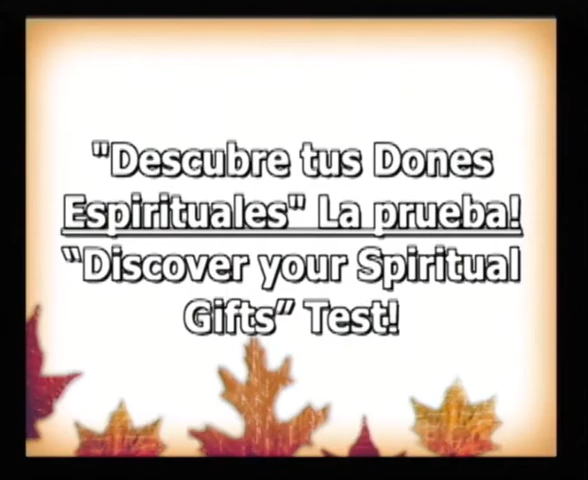 "Descubre tus Dones
Espirituales" La prueba!
“Discover your Spiritual
Gifts” Test!